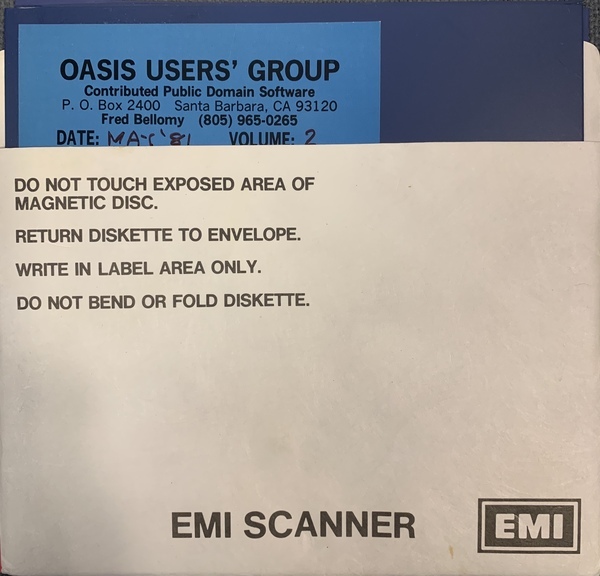 OASIS USERS' GROUP
Contributed Public Domain Software
P. O. Box 2400 Santa Barbara, CA 93120
Fred Bellomy (805) 965-0265
DATE: '81 VOLUME: 2
DO NOT TOUCH EXPOSED AREA OF
MAGNETIC DISC.
RETURN DISKETTE TO ENVELOPE.
WRITE IN LABEL AREA ONLY.
DO NOT BEND OR FOLD DISKETTE.
EMI SCANNER
EMI